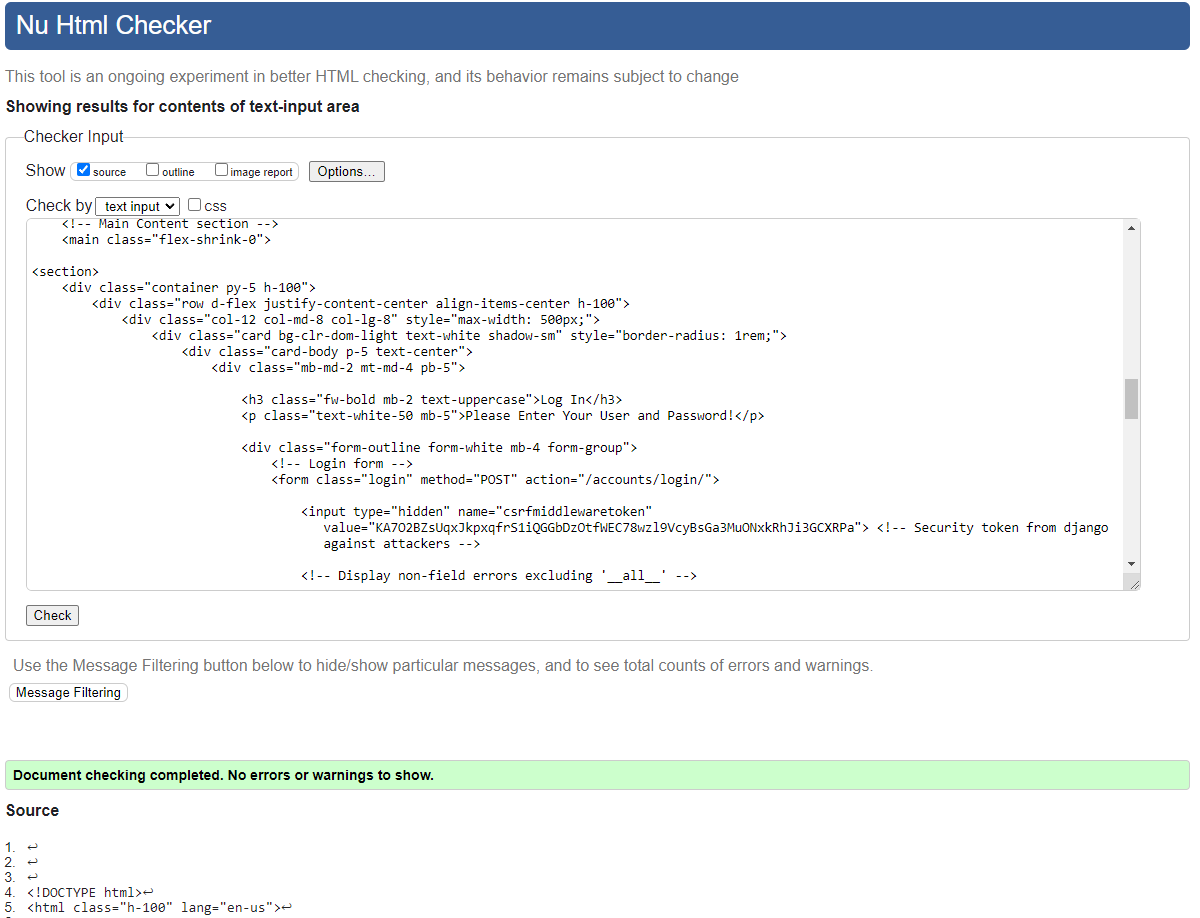 Nu Html Checker
This tool is an ongoing experiment in better HTML checking, and its behavior remains subject to change
Showing results for contents of text-input area
Checker Input
Show source outline image report Options...
Check by text input css
<!-- Main Content section -->
<main class="flex-shrink-0">
<section>
<div class="container py-5 h-100">
<div class="row d-flex justify-content-center align-items-center h-100">
<div class="col-12 col-md-8 col-lg-8" style="max-width: 500px;">
<div class="card bg-clr-dom-light text-white shadow-sm" style="border-radius: 1rem;">
<div class="card-body p-5 text-center">
<div class="mb-md-2 mt-md-4 pb-5">
<h3 class="fw-bold mb-2 text-uppercase">Log In</h3>
<p class="text-white-50 mb-5">Please Enter Your User and Password!</p>
<div class="form-outline form-white mb-4 form-group">
<!-- Login form -->
<form class="login" method="POST" action="/accounts/login/">
<input type="hidden" name="csrfmiddlewaretoken"
value="KA7O2BZsUqxJkpxqfrS1iQGGbDzOtfWEC78wzl9VcyBsGa3MuONxkRhJi3GCXRPa"> <!-- Security token from django
against attackers -->
<!-- Display non-field errors excluding '__all__' -->
Check
Use the Message Filtering button below to hide/show particular messages, and to see total counts of errors and warnings.
Message Filtering
Document checking completed. No errors or warnings to show.
Source
1. ↩
2. ↩
3. ↩
4. <!DOCTYPE html>↩
5. <html class="h-100" lang="en-us">↩